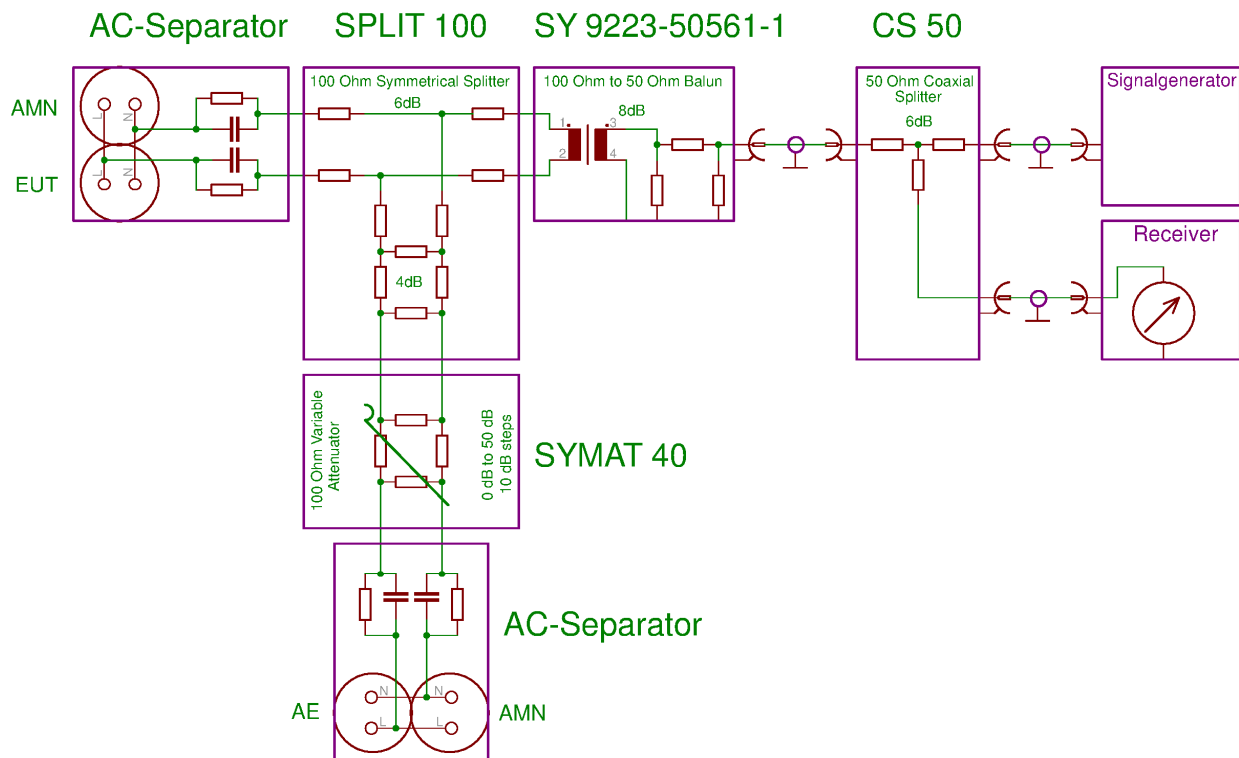 AC-Separator
SPLIT 100
SY 9223-50561-1
CS 50
AMN
EUT
L
N
L
N
100 Ohm Symmetrical Splitter
6dB
4dB
100 Ohm to 50 Ohm Balun
8dB
1
3
2
4
50 Ohm Coaxial
Splitter
6dB
Signalgenerator
Receiver
100 Ohm Variable
Attenuator
0 dB to 50 dB
10 dB steps
SYMAT 40
AC-Separator
AE
N
N
L
L
AMN